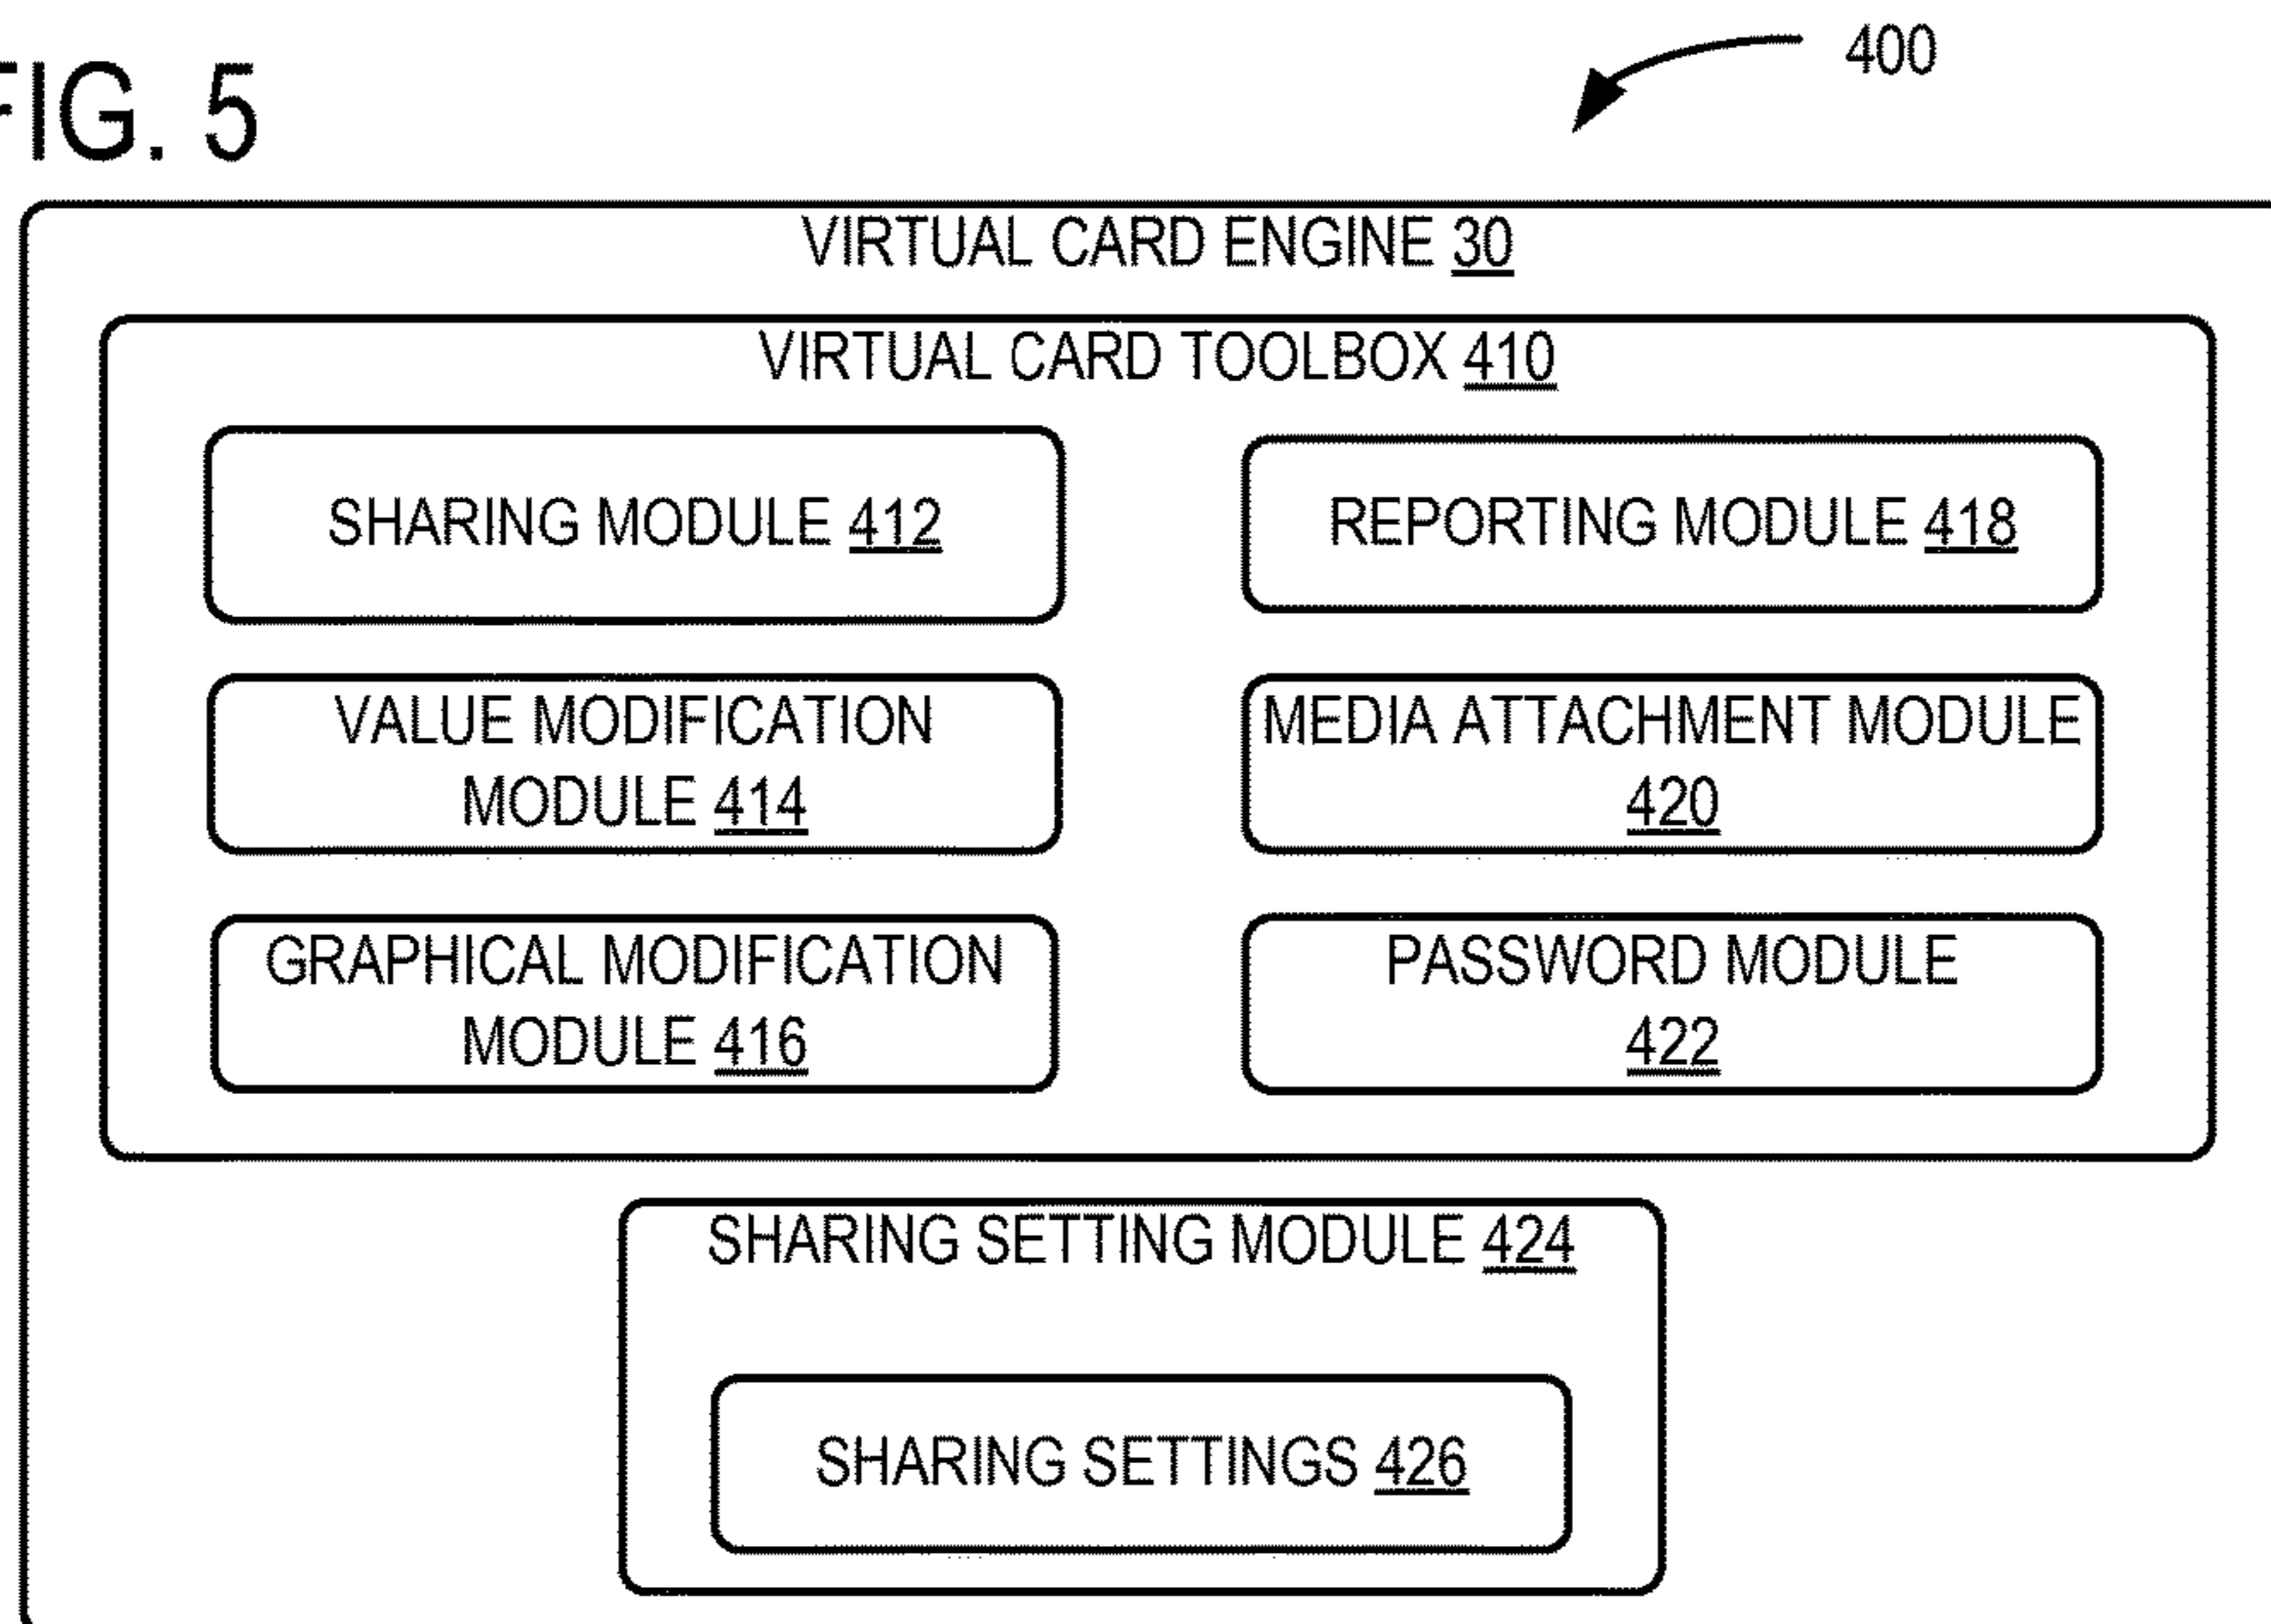 FIG. 5
400
VIRTUAL CARD ENGINE 30
VIRTUAL CARD TOOLBOX 410
SHARING MODULE 412
REPORTING MODULE 418
VALUE MODIFICATION
MODULE 414
MEDIA ATTACHMENT MODULE
420
GRAPHICAL MODIFICATION
MODULE 416
PASSWORD MODULE
422
SHARING SETTING MODULE 424
SHARING SETTINGS 426